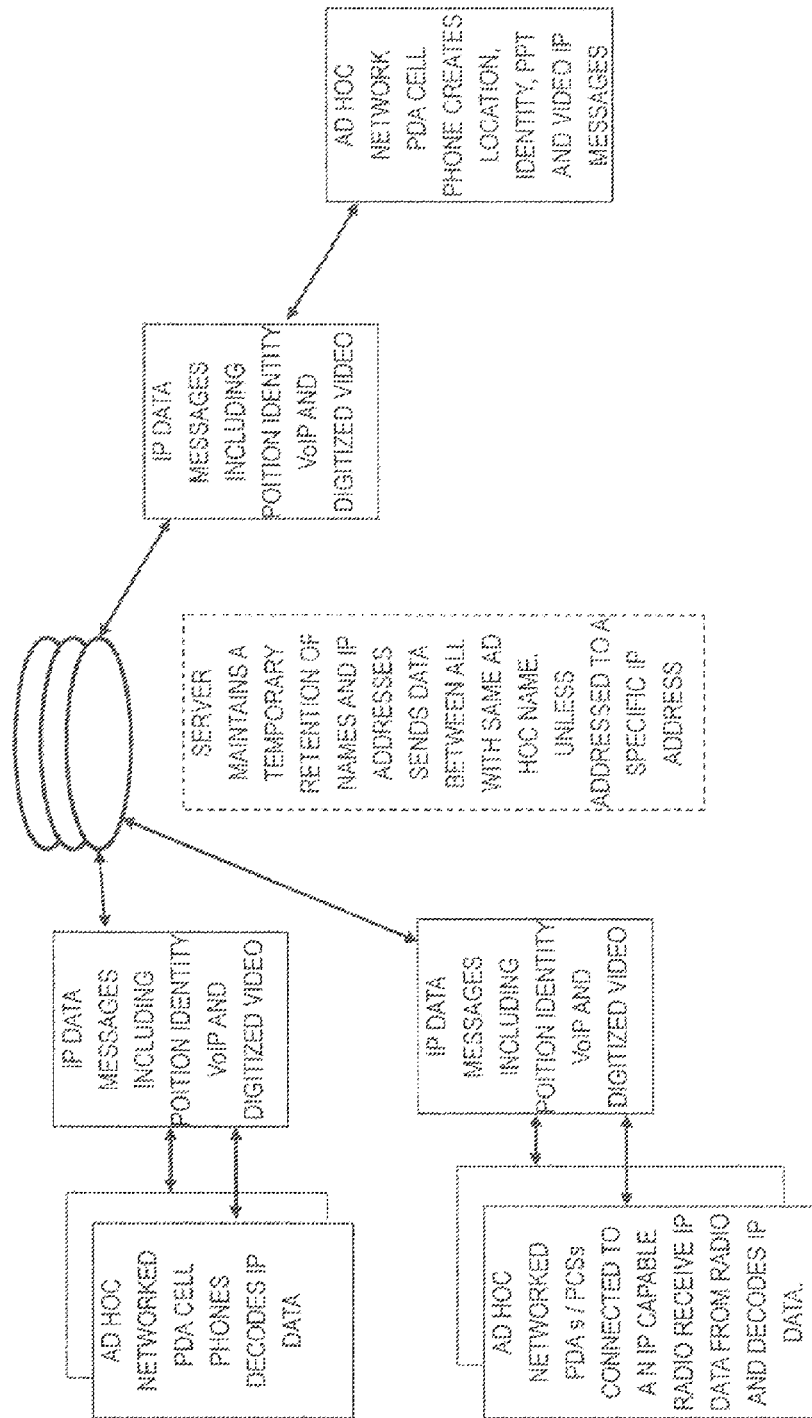 AD HOC
NETWORKED
PDA CELL
PHONES
DECODES IP
DATA
IP DATA
MESSAGES
INCLUDING
POITION IDENTITY
VoIP AND
DIGITIZED VIDEO
AD HOC
NETWORKED
PDA s / PCSs
CONNECTED TO
A N IP CAPABLE
RADIO RECEIVE IP
DATA FROM RADIO
AND DECODES IP
DATA.
IP DATA
MESSAGES
INCLUDING
POITION IDENTITY
VoIP AND
DIGITIZED VIDEO
SERVER
MAINTAINS A
TEMPORARY
RETENTION OF
NAMES AND IP
ADDRESSES
SENDS DATA
BETWEEN ALL
WITH SAME AD
HOC NAME.
UNLESS
ADDRESSED TO A
SPECIFIC IP
ADDRESS
IP DATA
MESSAGES
INCLUDING
POITION IDENTITY
VoIP AND
DIGITIZED VIDEO
AD HOC
NETWORK
PDA CELL
PHONE CREATES
LOCATION,
IDENTITY, PPT
AND VIDEO IP
MESSAGES